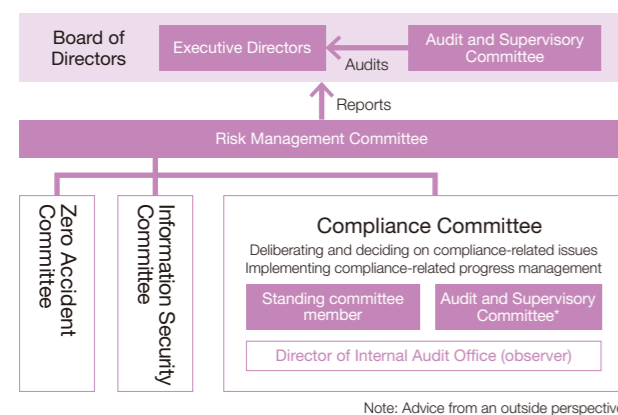 Board of
Directors
Executive Directors
Audits
Audit and Supervisory
Committee
Reports
Risk Management Committee
Zero Accident
Committee
Information Security
Committee
Compliance Committee
Deliberating and deciding on compliance-related issues
Implementing compliance-related progress management
Standing committee
member
Audit and Supervisory
Committee*
Director of Internal Audit Office (observer)
Note: Advice from an outside perspective